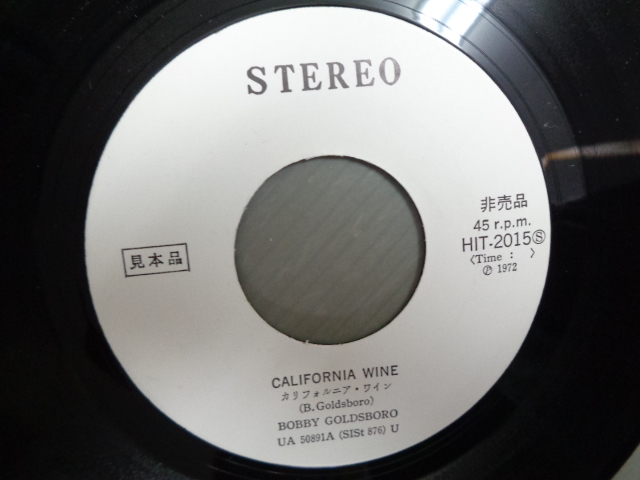 STEREO
見本品
非売品
45 r.p.m.
HIT-2015Ⓢ
〈Time : 〉
℗ 1972
CALIFORNIA WINE
カリフォルニア・ワイン
(B. Goldsboro)
BOBBY GOLDSBORO
UA 50891A (SISt 876) U